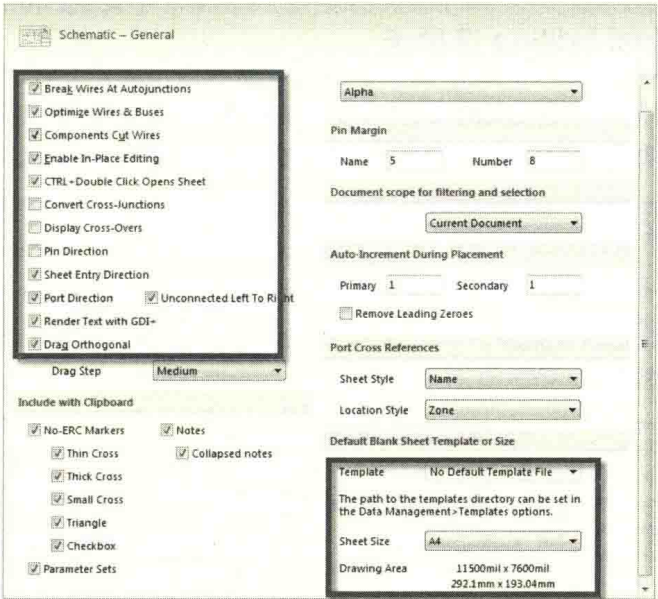 Schematic – General
Break Wires At Autojunctions
Optimize Wires & Buses
Components Cut Wires
Enable In-Place Editing
CTRL+Double Click Opens Sheet
Convert Cross-Junctions
Display Cross-Overs
Pin Direction
Sheet Entry Direction
Port Direction Unconnected Left To Right
Render Text with GDI+
Drag Orthogonal
Drag Step Medium
Include with Clipboard
No-ERC Markers Notes
Thin Cross Collapsed notes
Thick Cross
Small Cross
Triangle
Checkbox
Parameter Sets
Alpha
Pin Margin
Name 5 Number 8
Document scope for filtering and selection
Current Document
Auto-Increment During Placement
Primary 1 Secondary 1
Remove Leading Zeroes
Port Cross References
Sheet Style Name
Location Style Zone
Default Blank Sheet Template or Size
Template No Default Template File
The path to the templates directory can be set in
the Data Management>Templates options.
Sheet Size A4
Drawing Area 11500mil x 7600mil
292.1mm x 193.04mm